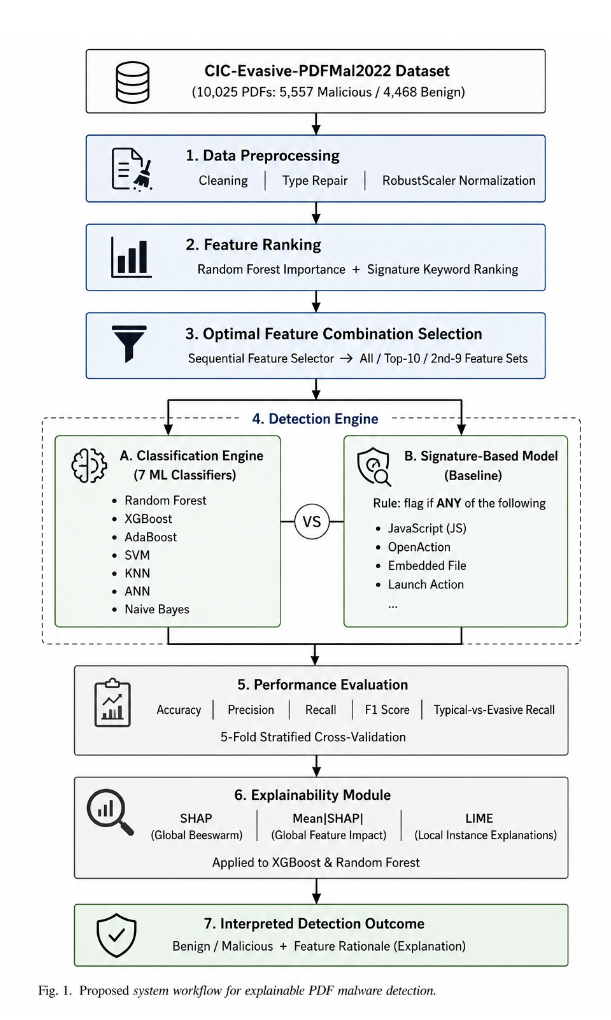 CIC-Evasive-PDFMal2022 Dataset
(10,025 PDFs: 5,557 Malicious / 4,468 Benign)
1. Data Preprocessing
Cleaning | Type Repair | RobustScaler Normalization
2. Feature Ranking
Random Forest Importance + Signature Keyword Ranking
3. Optimal Feature Combination Selection
Sequential Feature Selector → All / Top-10 / 2nd-9 Feature Sets
4. Detection Engine
A. Classification Engine
(7 ML Classifiers)
• Random Forest
• XGBoost
• AdaBoost
• SVM
• KNN
• ANN
• Naive Bayes
VS
B. Signature-Based Model
(Baseline)
Rule: flag if ANY of the following
• JavaScript (JS)
• OpenAction
• Embedded File
• Launch Action
...
5. Performance Evaluation
Accuracy | Precision | Recall | F1 Score | Typical-vs-Evasive Recall
5-Fold Stratified Cross-Validation
6. Explainability Module
SHAP | Mean|SHAP| | LIME
(Global Beeswarm) | (Global Feature Impact) | (Local Instance Explanations)
Applied to XGBoost & Random Forest
7. Interpreted Detection Outcome
Benign / Malicious + Feature Rationale (Explanation)
Fig. 1. Proposed system workflow for explainable PDF malware detection.